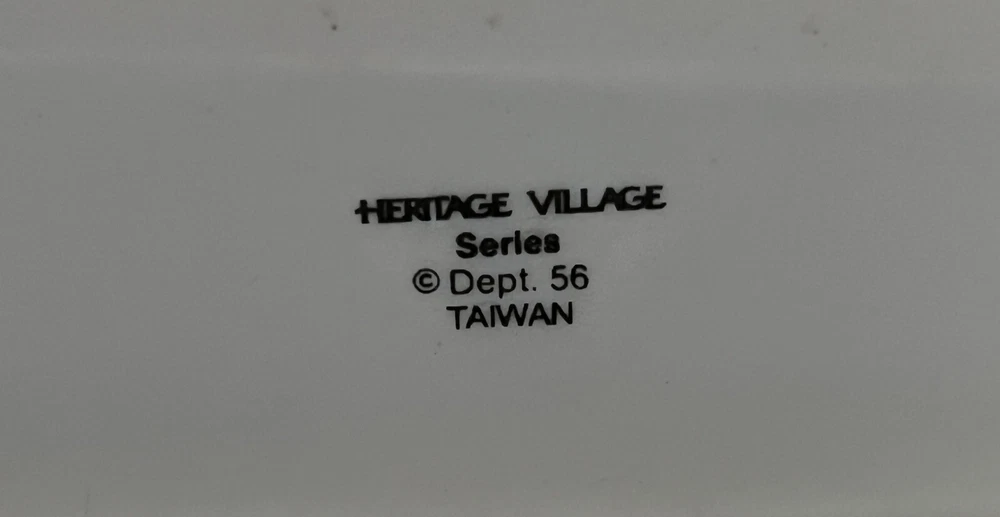 HERITAGE VILLAGE
Series
© Dept. 56
TAIWAN